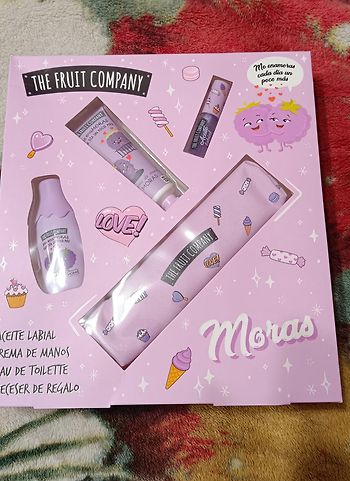 THE FRUIT COMPANY
Me enamoras
cada día un
poco más
LOVE!
THE FRUIT COMPANY
Moras
ACEITE LABIAL
CREMA DE MANOS
EAU DE TOILETTE
NECESER DE REGALO